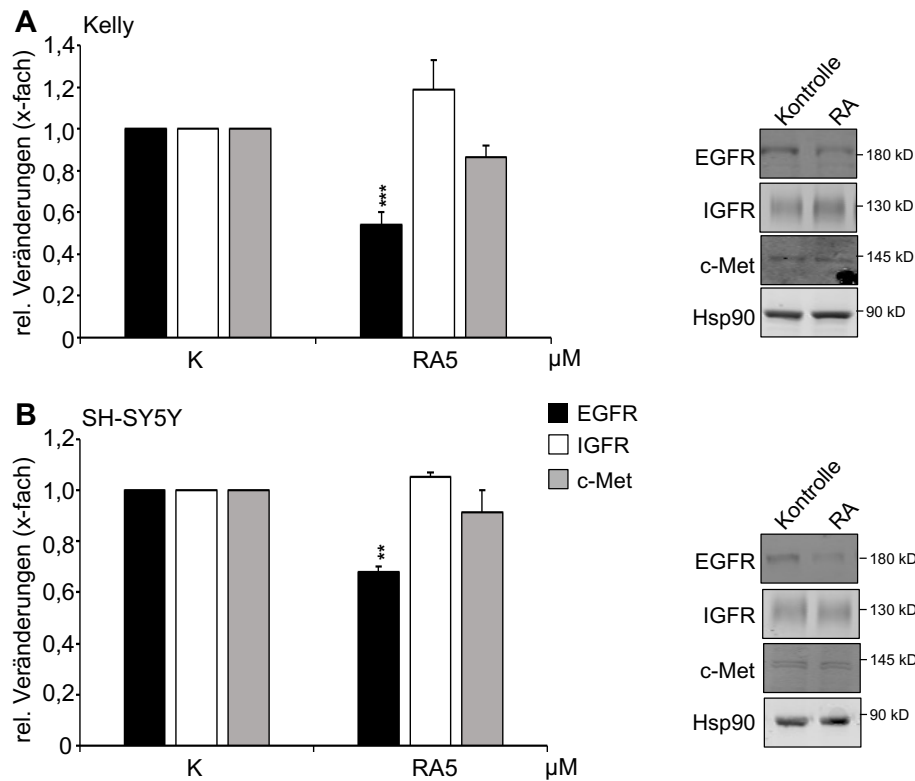 A Kelly
rel. Veränderungen (x-fach)
1,4
1,2
1,0
0,8
0,6
0,4
0,2
0
***
K
RA5
µM
Kontrolle
RA
EGFR
180 kD
IGFR
130 kD
c-Met
145 kD
Hsp90
90 kD
B SH-SY5Y
rel. Veränderungen (x-fach)
1,2
1,0
0,8
0,6
0,4
0,2
0
**
K
RA5
µM
EGFR
IGFR
c-Met
Kontrolle
RA
EGFR
180 kD
IGFR
130 kD
c-Met
145 kD
Hsp90
90 kD